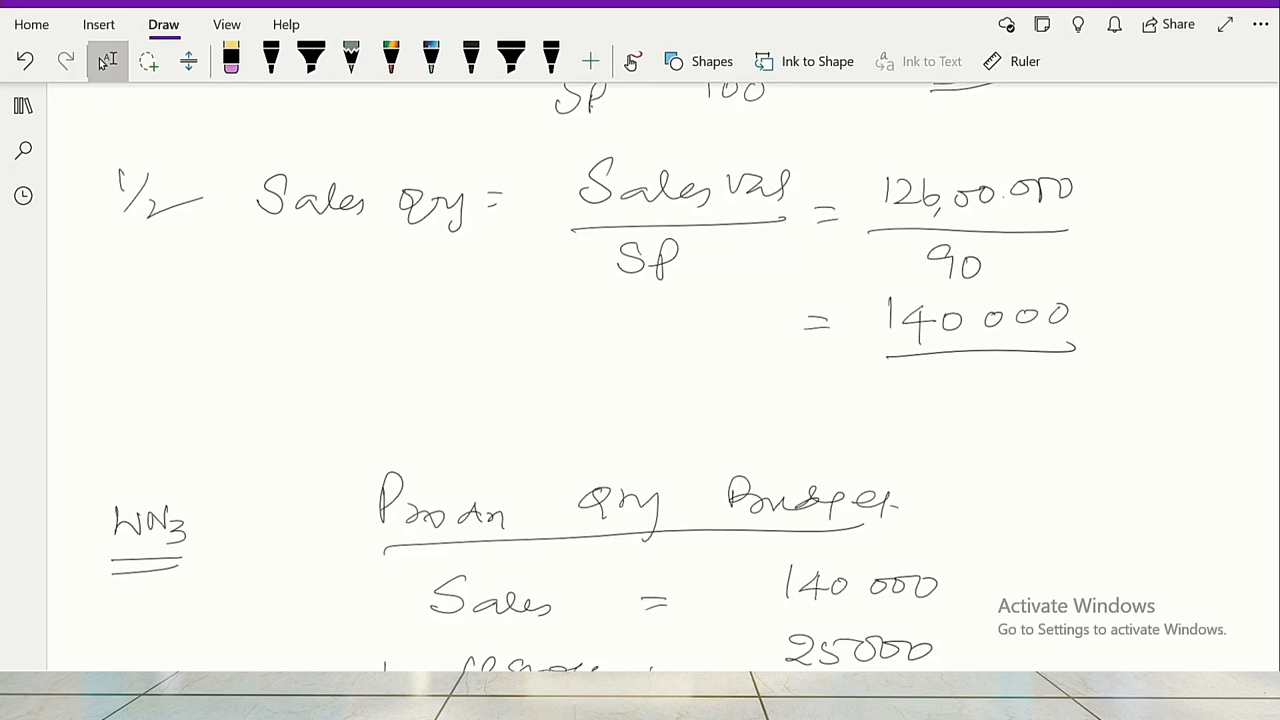 Home Insert Draw View Help Share
Shapes Ink to Shape Ink to Text Ruler
SP 100
1/2 Sales Qty = Sales Val = 126,00.000
SP 90
= 140 000
WN3 Prodn Qty Budget
Sales = 140 000
25000
Activate Windows
Go to Settings to activate Windows.